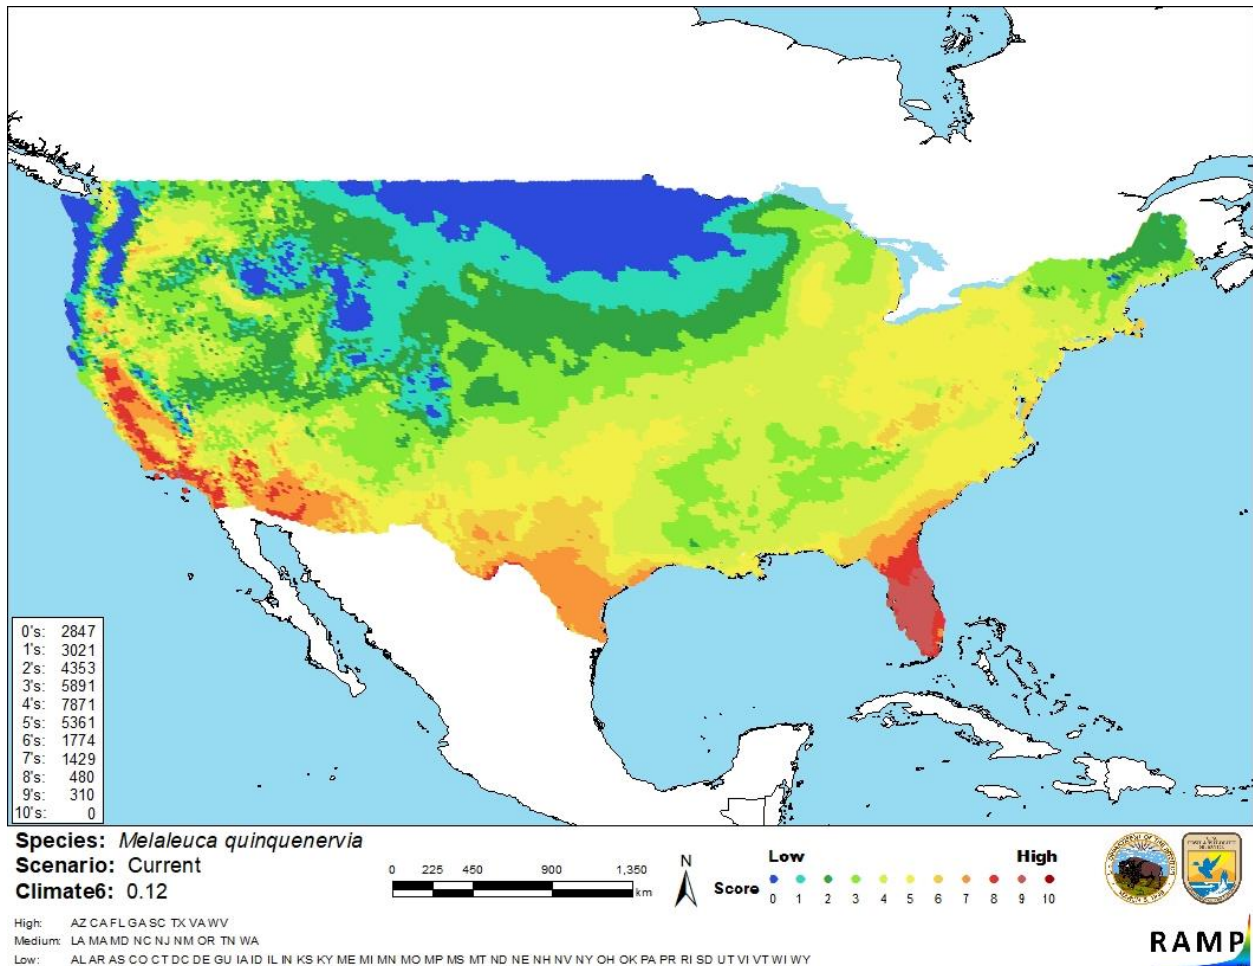 0's: 2847
1's: 3021
2's: 4353
3's: 5891
4's: 7871
5's: 5361
6's: 1774
7's: 1429
8's: 480
9's: 310
10's: 0
Species: Melaleuca quinquenervia
Scenario: Current
Climate6: 0.12
0 225 450 900 1,350
km
N
Low High
Score
0 1 2 3 4 5 6 7 8 9 10
High: AZ CA FL GA SC TX VA WV
Medium: LA MA MD NC NJ NM OR TN WA
Low: AL AR AS CO CT DC DE GU IA ID IL IN KS KY ME MI MN MO MP MS MT ND NE NH NV NY OH OK PA PR RI SD UT VI VT WI WY
RAMP